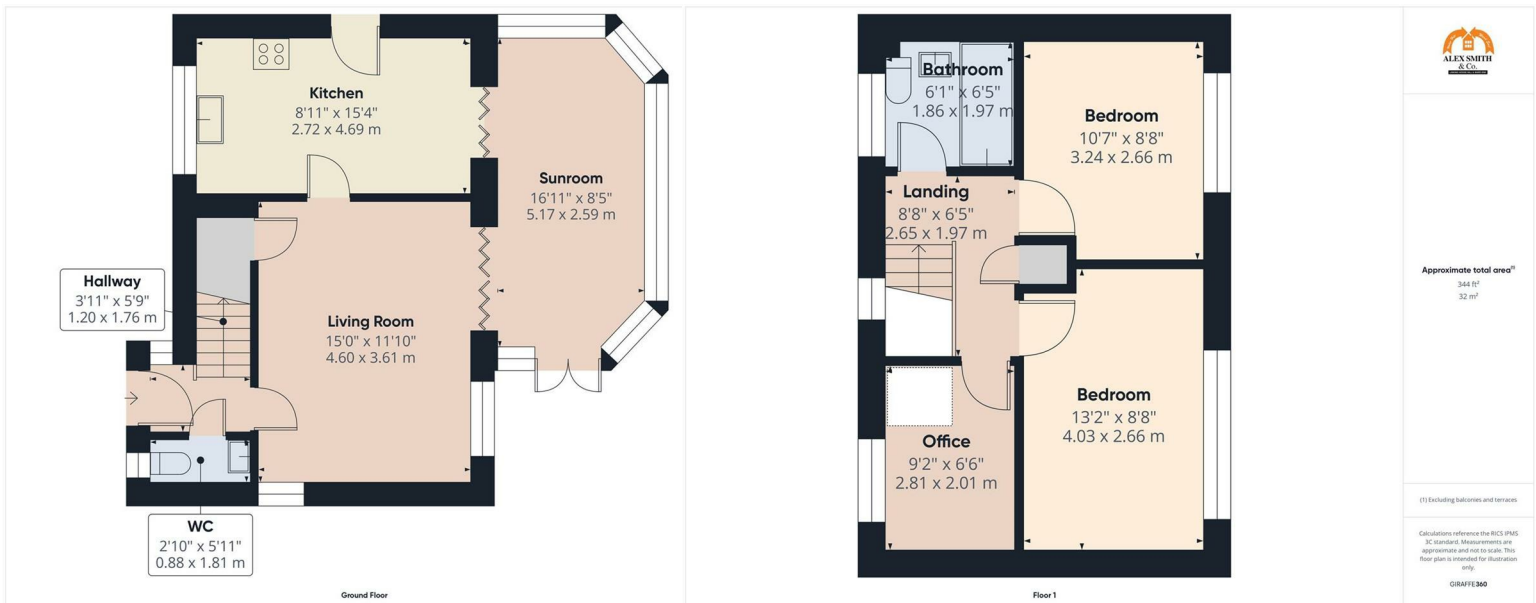 Kitchen
8'11" x 15'4"
2.72 x 4.69 m
Sunroom
16'11" x 8'5"
5.17 x 2.59 m
Hallway
3'11" x 5'9"
1.20 x 1.76 m
Living Room
15'0" x 11'10"
4.60 x 3.61 m
WC
2'10" x 5'11"
0.88 x 1.81 m
Ground Floor
Bathroom
6'1" x 6'5"
1.86 x 1.97 m
Bedroom
10'7" x 8'8"
3.24 x 2.66 m
Landing
8'8" x 6'5"
2.65 x 1.97 m
Bedroom
13'2" x 8'8"
4.03 x 2.66 m
Office
9'2" x 6'6"
2.81 x 2.01 m
Floor 1
ALEX SMITH
& Co.
Approximate total area⁽¹⁾
344 ft²
32 m²
(1) Excluding balconies and terraces
Calculations reference the RICS IPMS
3C standard. Measurements are
approximate and not to scale. This
floor plan is intended for illustration
only.
GIRAFFE360